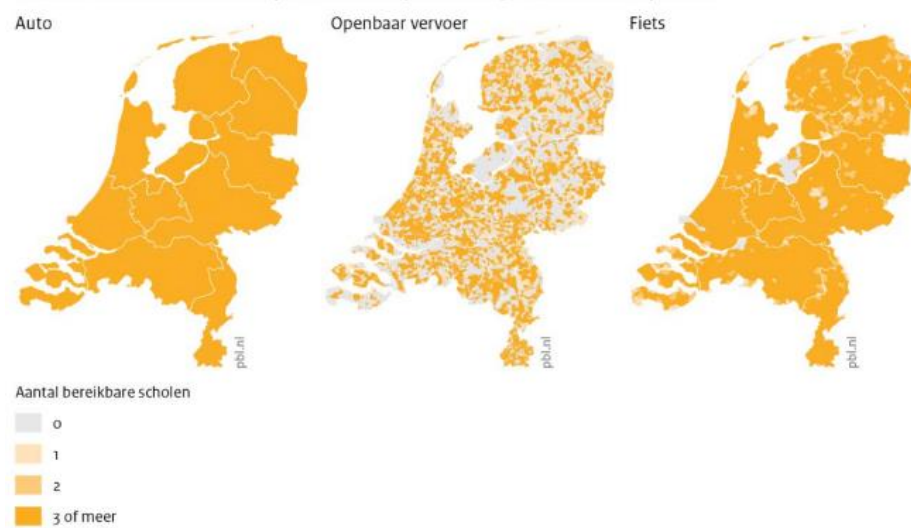 Auto
Openbaar vervoer
Fiets
pbl.nl
pbl.nl
pbl.nl
Aantal bereikbare scholen
0
1
2
3 of meer